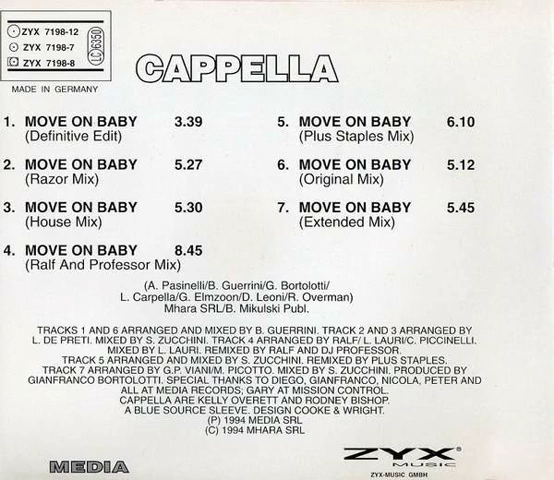 ZYX 7198-12
ZYX 7198-7
ZYX 7198-8
LC 6350
MADE IN GERMANY
CAPPELLA
1. MOVE ON BABY 3.39
(Definitive Edit)
2. MOVE ON BABY 5.27
(Razor Mix)
3. MOVE ON BABY 5.30
(House Mix)
4. MOVE ON BABY 8.45
(Ralf And Professor Mix)
5. MOVE ON BABY 6.10
(Plus Staples Mix)
6. MOVE ON BABY 5.12
(Original Mix)
7. MOVE ON BABY 5.45
(Extended Mix)
(A. Pasinelli/B. Guerrini/G. Bortolotti/
L. Carpella/G. Elmzoon/D. Leoni/R. Overman)
Mhara SRL/B. Mikulski Publ.
TRACKS 1 AND 6 ARRANGED AND MIXED BY B. GUERRINI. TRACK 2 AND 3 ARRANGED BY
L. DE PRETI. MIXED BY S. ZUCCHINI. TRACK 4 ARRANGED BY RALF/ L. LAURI/C. PICCINELLI.
MIXED BY L. LAURI. REMIXED BY RALF AND DJ PROFESSOR.
TRACK 5 ARRANGED AND MIXED BY S. ZUCCHINI. REMIXED BY PLUS STAPLES.
TRACK 7 ARRANGED BY G.P. VIANI/M. PICOTTO. MIXED BY S. ZUCCHINI. PRODUCED BY
GIANFRANCO BORTOLOTTI. SPECIAL THANKS TO DIEGO, GIANFRANCO, NICOLA, PETER AND
ALL AT MEDIA RECORDS; GARY AT MISSION CONTROL.
CAPPELLA ARE KELLY OVERETT AND RODNEY BISHOP.
A BLUE SOURCE SLEEVE. DESIGN COOKE & WRIGHT.
(P) 1994 MEDIA SRL
(C) 1994 MHARA SRL
MEDIA
ZYX®
MUSIC
ZYX-MUSIC GMBH